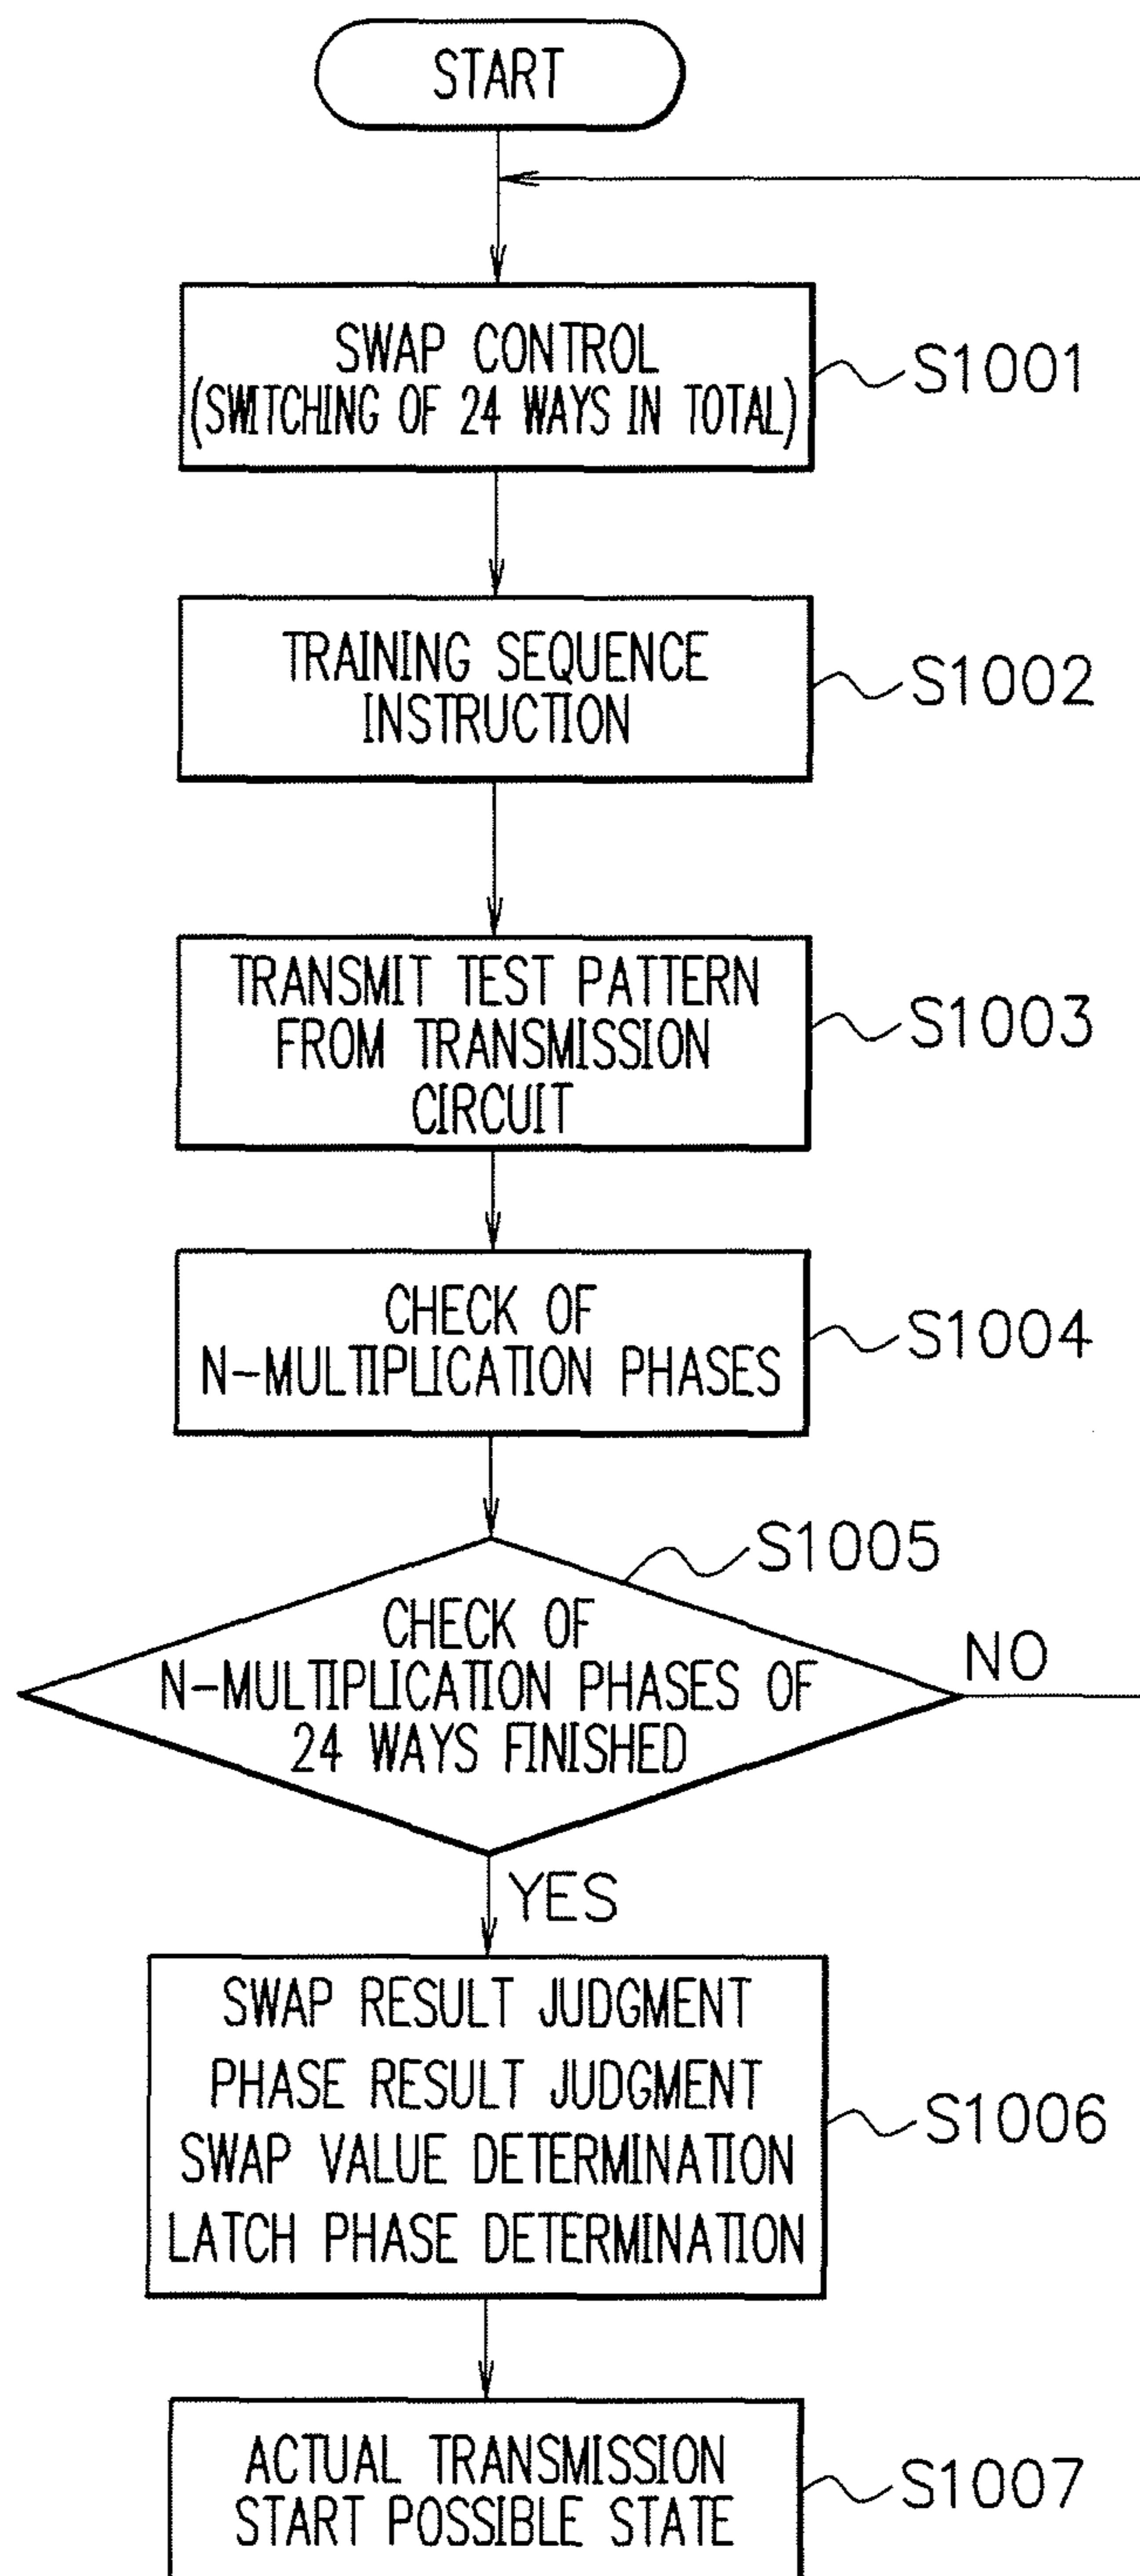 START
SWAP CONTROL
(SWITCHING OF 24 WAYS IN TOTAL)
S1001
TRAINING SEQUENCE
INSTRUCTION
S1002
TRANSMIT TEST PATTERN
FROM TRANSMISSION
CIRCUIT
S1003
CHECK OF
N-MULTIPLICATION PHASES
S1004
S1005
CHECK OF
N-MULTIPLICATION PHASES OF
24 WAYS FINISHED
NO
YES
SWAP RESULT JUDGMENT
PHASE RESULT JUDGMENT
SWAP VALUE DETERMINATION
LATCH PHASE DETERMINATION
S1006
ACTUAL TRANSMISSION
START POSSIBLE STATE
S1007